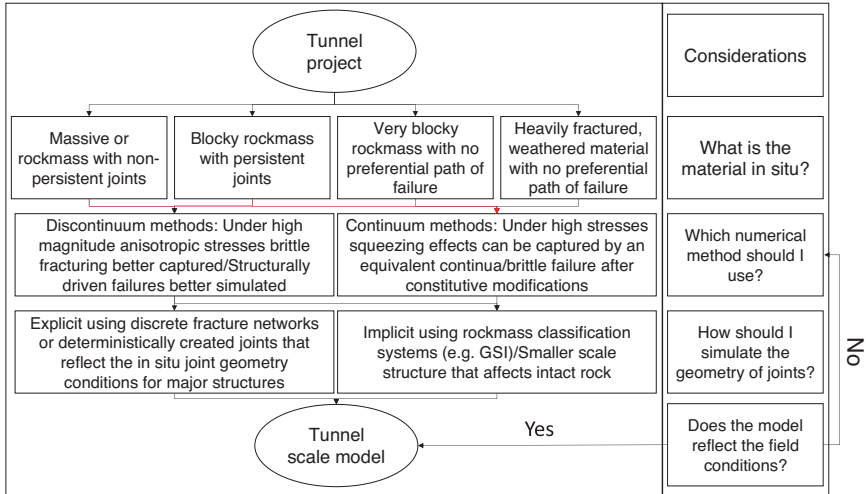 Tunnel
project
Considerations
Massive or
rockmass with non-
persistent joints
Blocky rockmass
with persistent
joints
Very blocky
rockmass with no
preferential path of
failure
Heavily fractured,
weathered material
with no preferential
path of failure
What is the
material in situ?
Discontinuum methods: Under high
magnitude anisotropic stresses brittle
fracturing better captured/Structurally
driven failures better simulated
Continuum methods: Under high stresses
squeezing effects can be captured by an
equivalent continua/brittle failure after
constitutive modifications
Which numerical
method should I
use?
Explicit using discrete fracture networks
or deterministically created joints that
reflect the in situ joint geometry
conditions for major structures
Implicit using rockmass classification
systems (e.g. GSI)/Smaller scale
structure that affects intact rock
How should I
simulate the
geometry of joints?
No
Tunnel
scale model
Yes
Does the model
reflect the field
conditions?